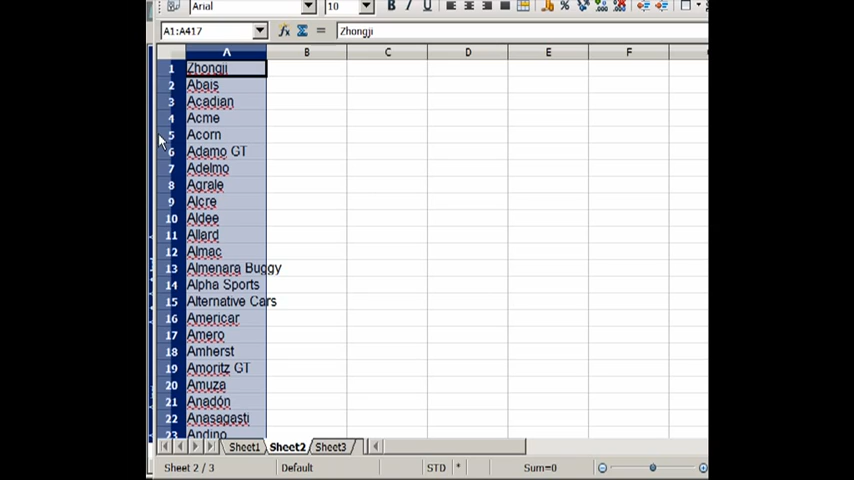 Arial 10 B I U
A1:A417 = Zhongji
A B C D E F
1 Zhongji
2 Abais
3 Acadian
4 Acme
5 Acorn
6 Adamo GT
7 Adelmo
8 Agrale
9 Alcre
10 Aldee
11 Allard
12 Almac
13 Almenara Buggy
14 Alpha Sports
15 Alternative Cars
16 Americar
17 Amero
18 Amherst
19 Amoritz GT
20 Amuza
21 Anadón
22 Anasagasti
23 Andino
Sheet1 Sheet2 Sheet3
Sheet 2 / 3 Default STD * Sum=0